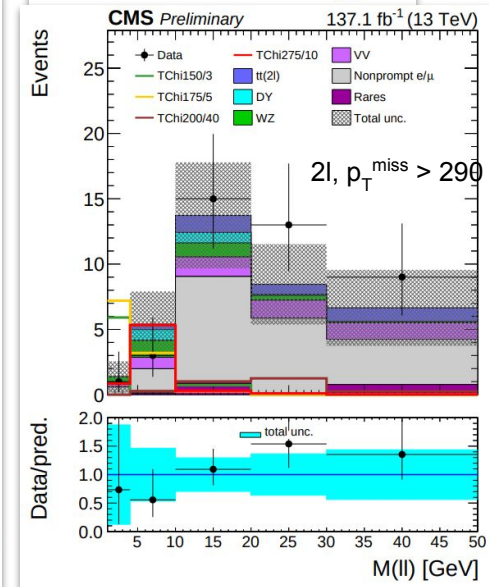 CMS Preliminary 137.1 fb⁻¹ (13 TeV)
Events
25
20
15
10
5
0
Data
TChi150/3
TChi175/5
TChi200/40
TChi275/10
tt(2l)
DY
WZ
VV
Nonprompt e/μ
Rares
Total unc.
2l, p_T^miss > 290
Data/pred.
2.0
1.5
1.0
0.5
0.0
total unc.
5 10 15 20 25 30 35 40 45 50
M(ll) [GeV]